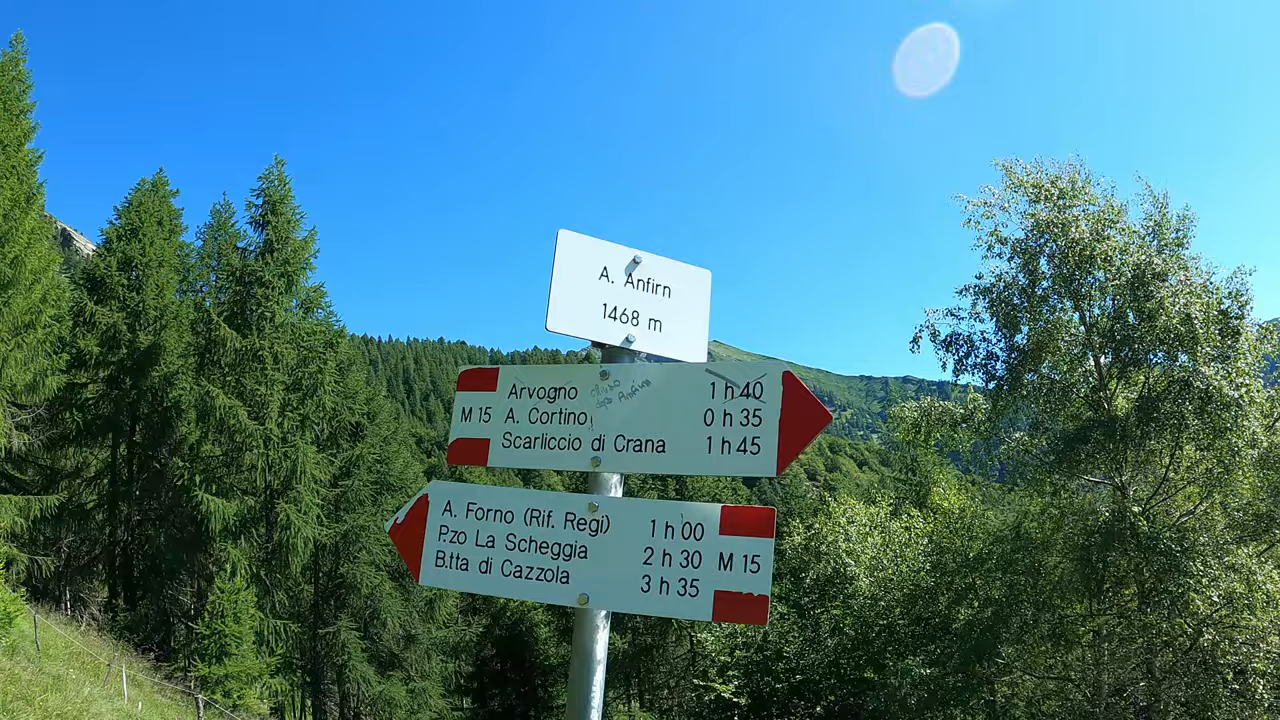 A. Anfirn
1468 m
Arvogno 1 h 40
M 15 A. Cortino 0 h 35
Scarliccio di Crana 1 h 45
A. Forno (Rif. Regi) 1 h 00
P.zo La Scheggia 2 h 30 M 15
B.tta di Cazzola 3 h 35